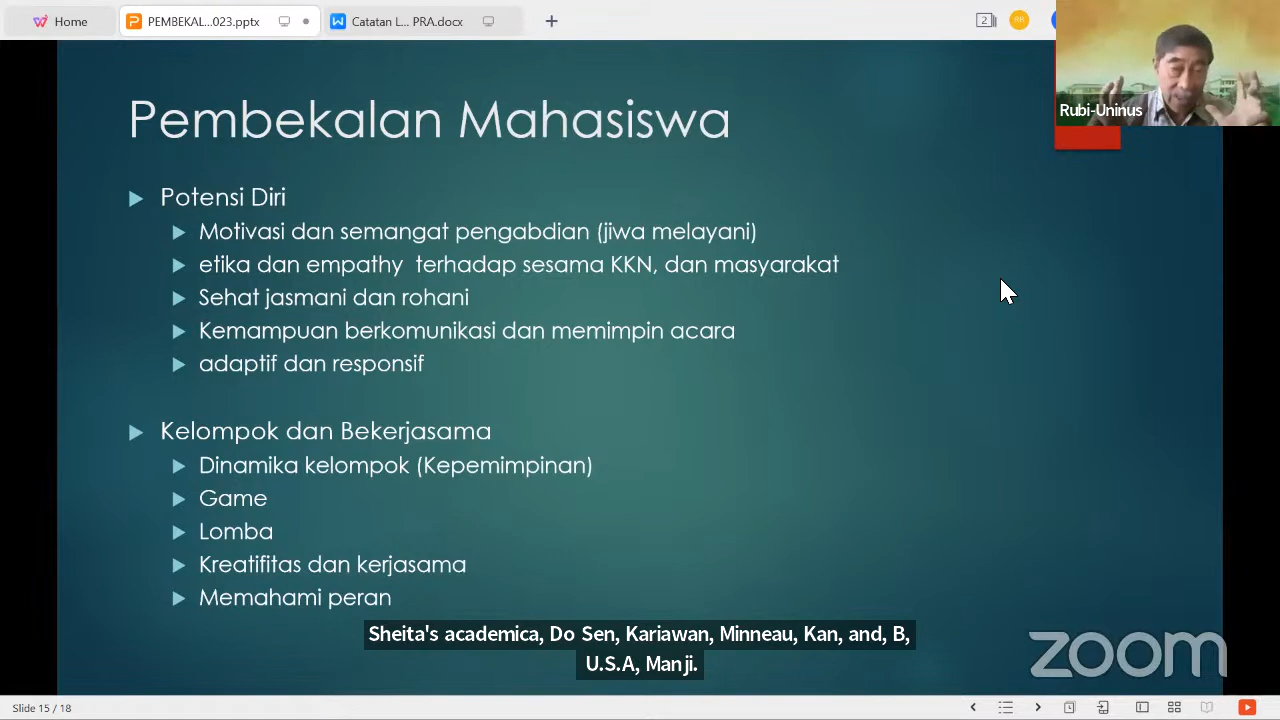 Home
PEMBEKAL...023.pptx
Catatan L... PRA.docx
2
RR
Rubi-Uninus
Pembekalan Mahasiswa
Potensi Diri
Motivasi dan semangat pengabdian (jiwa melayani)
etika dan empathy terhadap sesama KKN, dan masyarakat
Sehat jasmani dan rohani
Kemampuan berkomunikasi dan memimpin acara
adaptif dan responsif
Kelompok dan Bekerjasama
Dinamika kelompok (Kepemimpinan)
Game
Lomba
Kreatifitas dan kerjasama
Memahami peran
Sheita's academica, Do Sen, Kariawan, Minneau, Kan, and, B,
U.S.A, Manji.
zoom
Slide 15 / 18